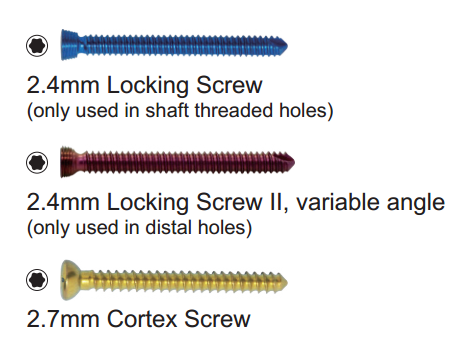 2.4mm Locking Screw
(only used in shaft threaded holes)
2.4mm Locking Screw II, variable angle
(only used in distal holes)
2.7mm Cortex Screw